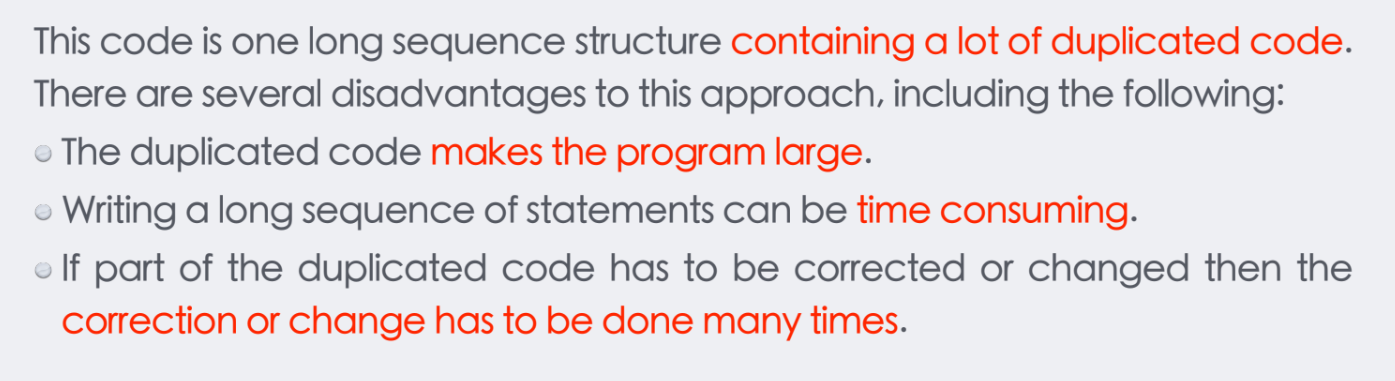 This code is one long sequence structure containing a lot of duplicated code.
There are several disadvantages to this approach, including the following:
The duplicated code makes the program large.
Writing a long sequence of statements can be time consuming.
If part of the duplicated code has to be corrected or changed then the
correction or change has to be done many times.